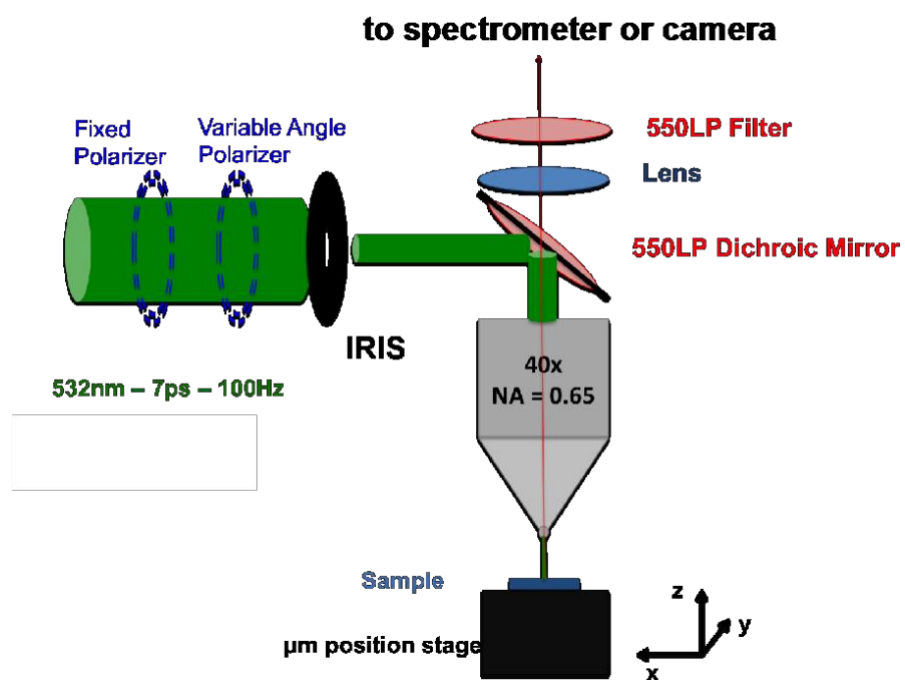 to spectrometer or camera
Fixed
Polarizer
Variable Angle
Polarizer
550LP Filter
Lens
550LP Dichroic Mirror
IRIS
532nm – 7ps – 100Hz
40x
NA = 0.65
Sample
µm position stage
z
y
x